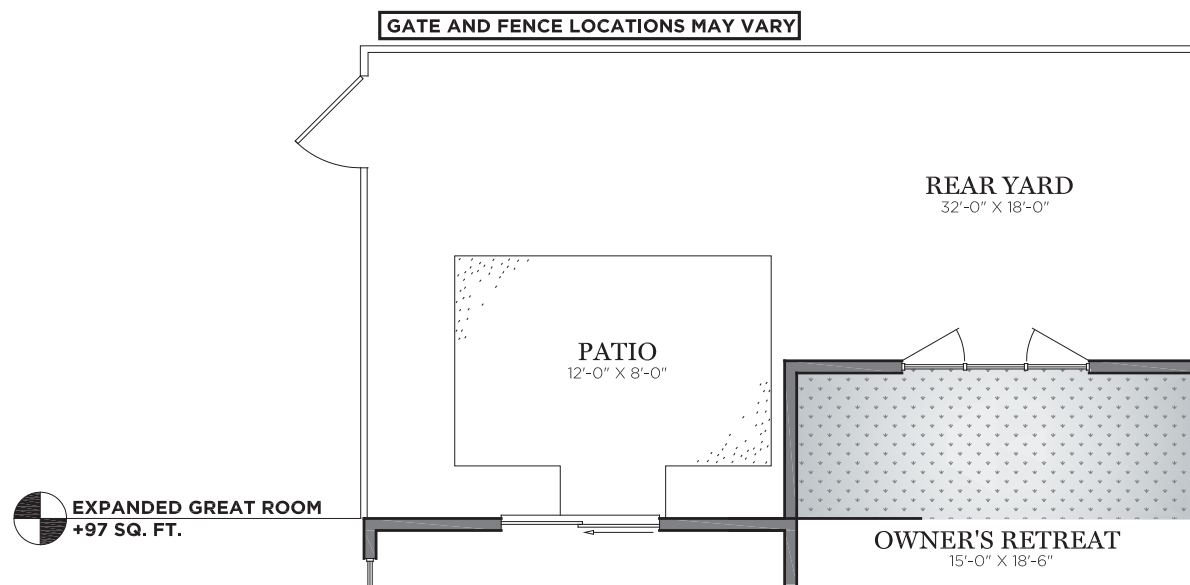 GATE AND FENCE LOCATIONS MAY VARY
REAR YARD
32'-0" X 18'-0"
PATIO
12'-0" X 8'-0"
EXPANDED GREAT ROOM
+97 SQ. FT.
OWNER'S RETREAT
15'-0" X 18'-6"